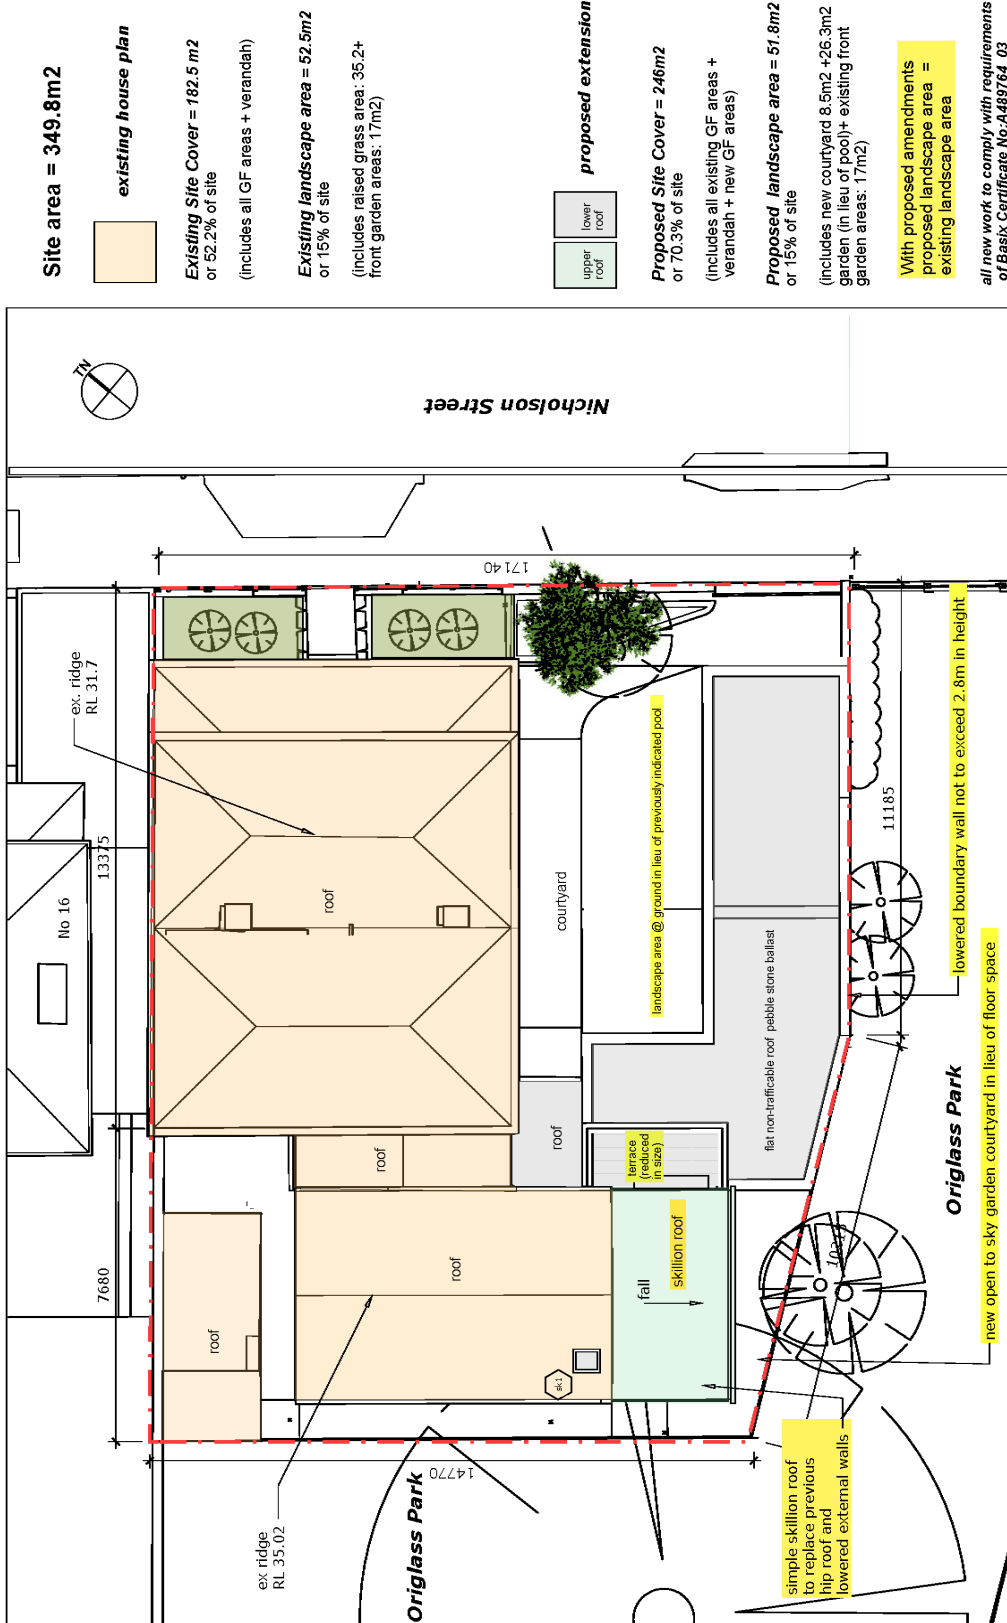 Site area = 349.8m2
existing house plan
Existing Site Cover = 182.5 m2
or 52.2% of site
(includes all GF areas + verandah)
Existing landscape area = 52.5m2
or 15% of site
(includes raised grass area: 35.2+
front garden areas: 17m2)
upper
roof
lower
roof
proposed extension
Proposed Site Cover = 246m2
or 70.3% of site
(includes all existing GF areas +
verandah + new GF areas)
Proposed landscape area = 51.8m2
or 15% of site
(includes new courtyard 8.5m2 +26.3m2
garden (in lieu of pool)+ existing front
garden areas: 17m2)
With proposed amendments
proposed landscape area =
existing landscape area
all new work to comply with requirements
of Basix Certificate No:A489764_03
TN
Nicholson Street
17140
ex. ridge
RL 31.7
No 16
13375
7680
roof
courtyard
landscape area @ ground in lieu of previously indicated pool
flat non-trafficable roof pebble stone ballast
11185
lowered boundary wall not to exceed 2.8m in height
roof
roof
terrace
(reduced
in size)
roof
roof
fall
skillion roof
sk1
Origlass Park
new open to sky garden courtyard in lieu of floor space
14770
ex ridge
RL 35.02
Origlass Park
simple skillion roof
to replace previous
hip roof and
lowered external walls